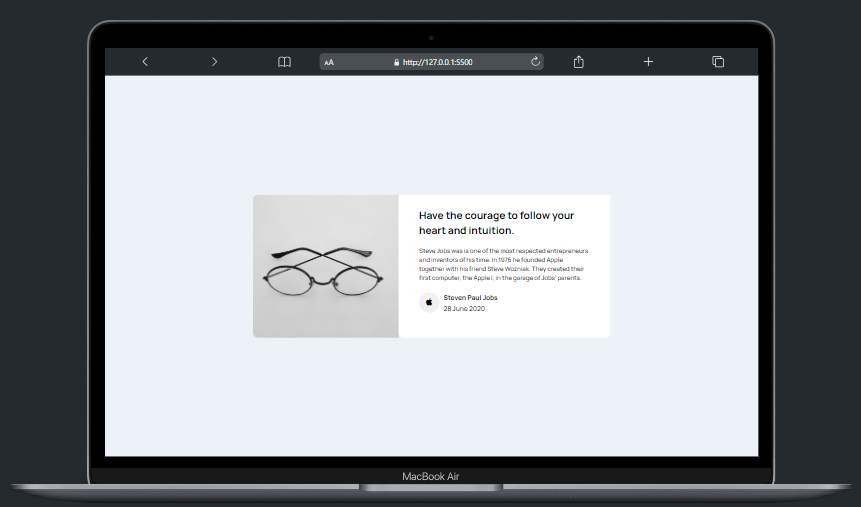 AA http://127.0.0.1:5500
Have the courage to follow your
heart and intuition.
Steve Jobs was is one of the most respected entrepreneurs
and inventors of his time. In 1976 he founded Apple
together with his friend Steve Wozniak. They created their
first computer, the Apple I, in the garage of Jobs' parents.
Steven Paul Jobs
28 June 2020
MacBook Air